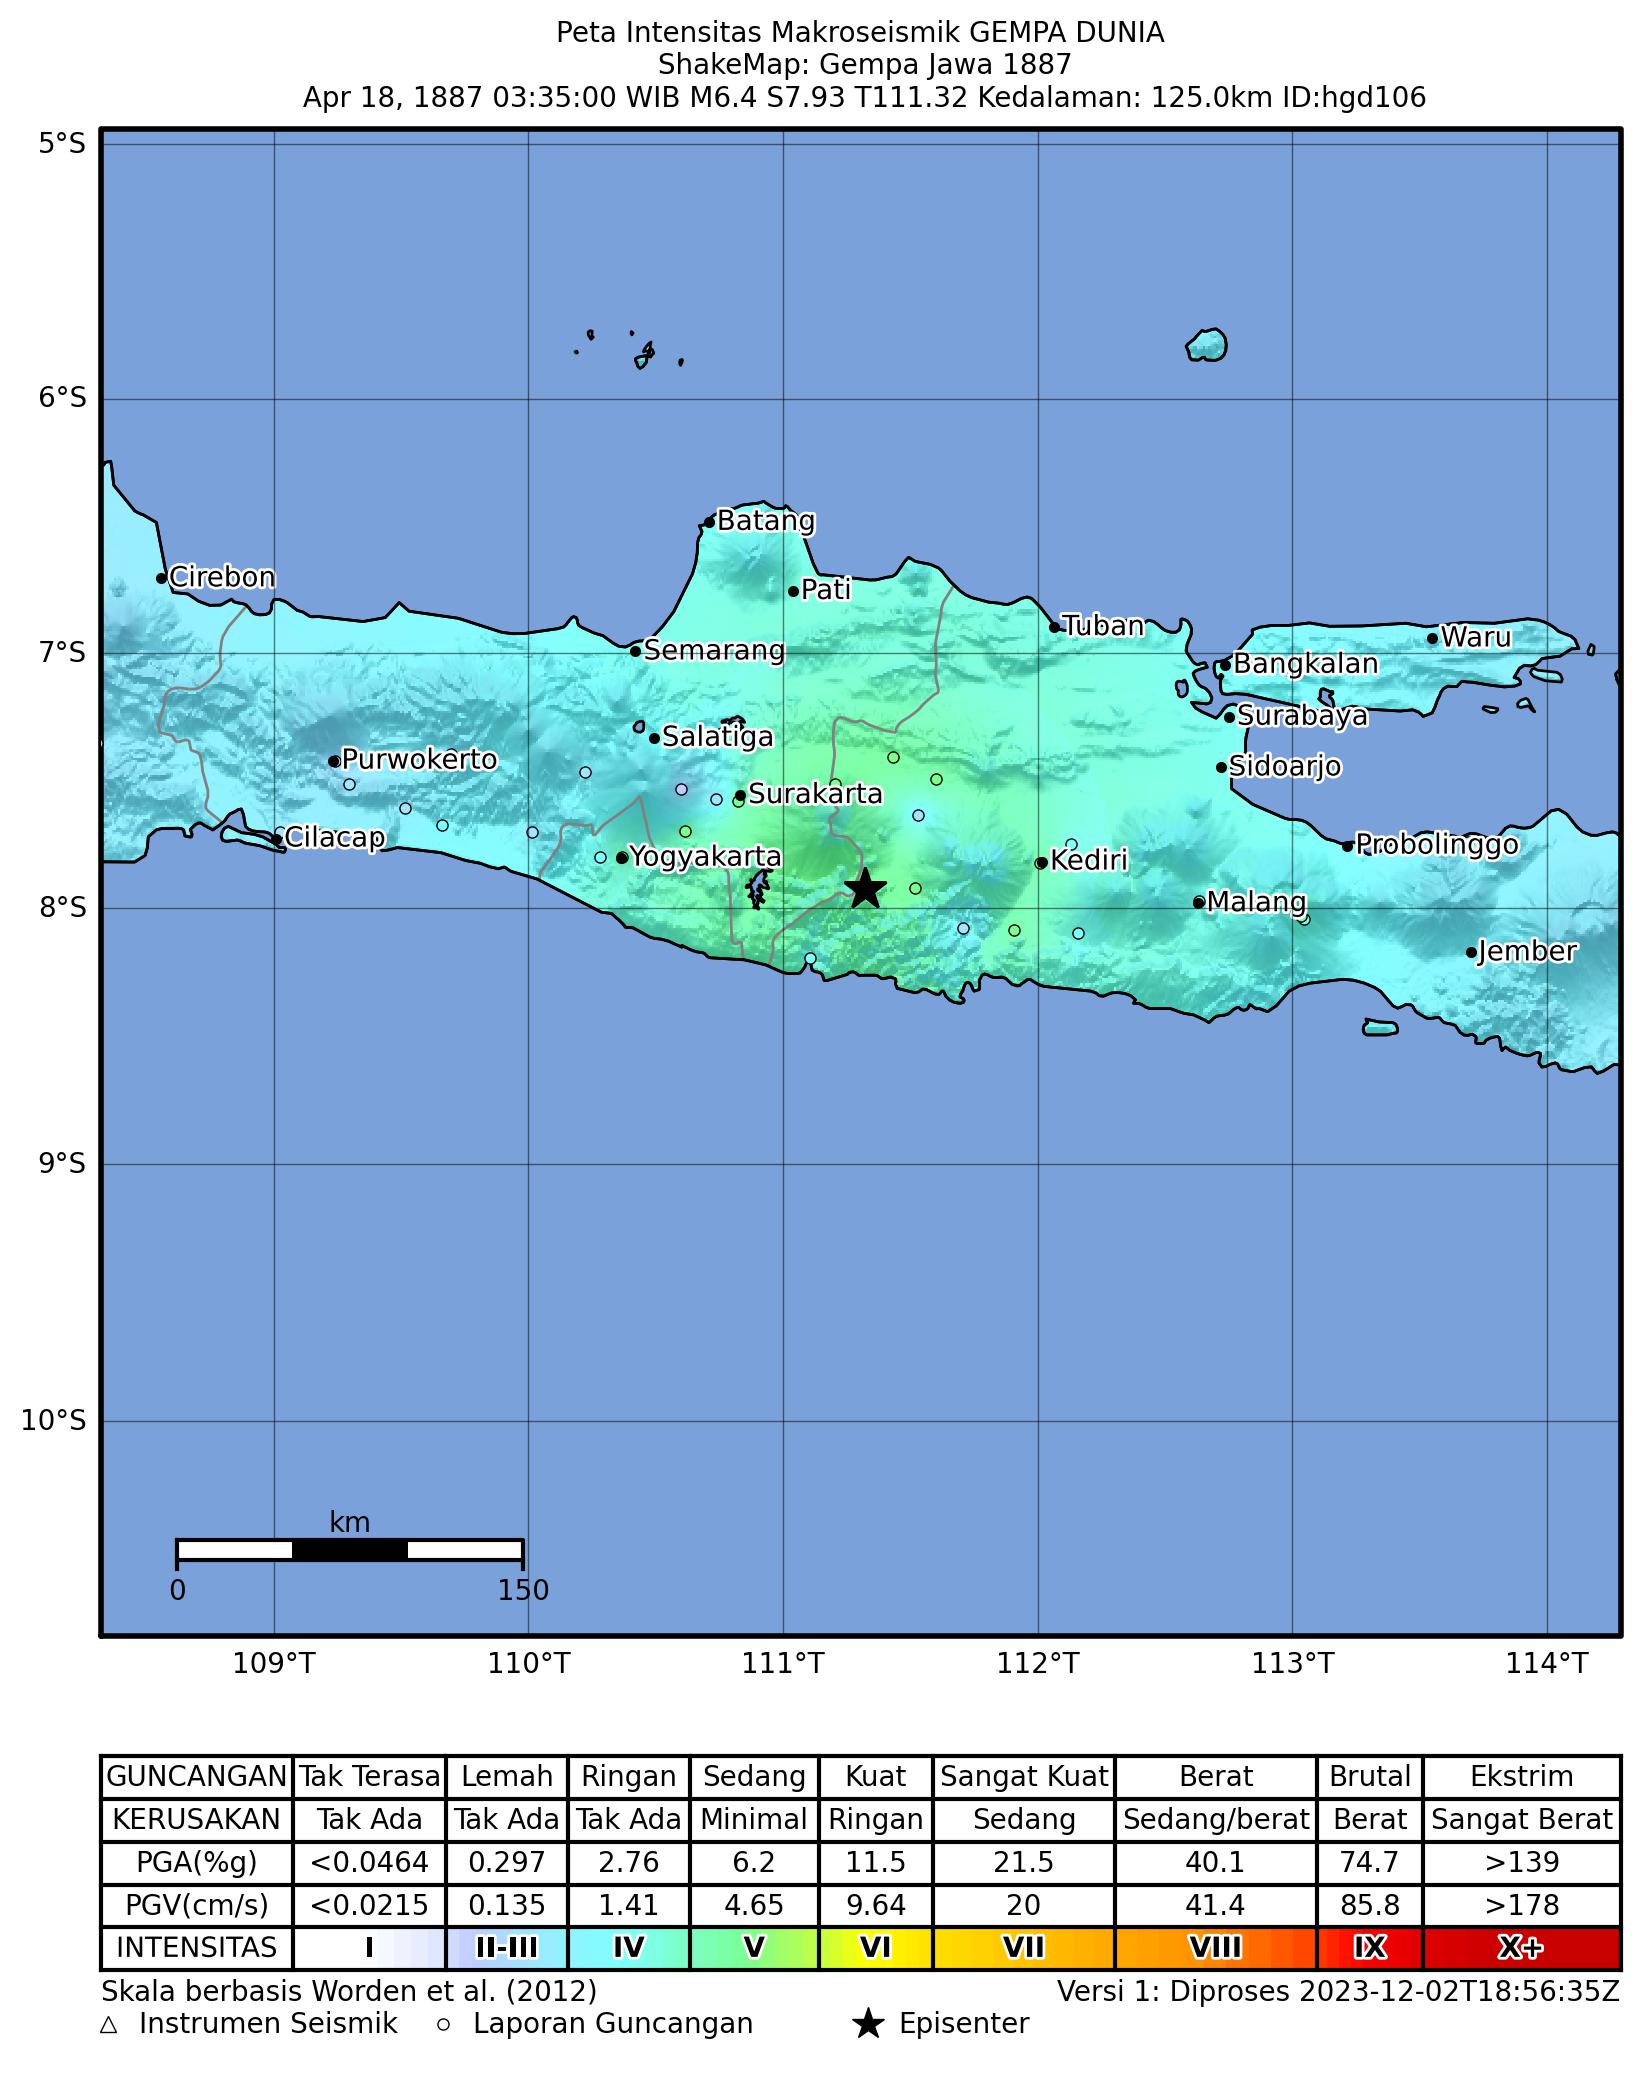 Peta Intensitas Makroseismik GEMPA DUNIA
ShakeMap: Gempa Jawa 1887
Apr 18, 1887 03:35:00 WIB M6.4 S7.93 T111.32 Kedalaman: 125.0km ID:hgd106
5°S
6°S
Batang
Cirebon
Pati
Tuban
Waru
7°S
Semarang
Bangkalan
Surabaya
Salatiga
Purwokerto
Sidoarjo
Surakarta
Cilacap
Probolinggo
Yogyakarta
Kediri
8°S
Malang
Jember
9°S
10°S
km
0 150
109°T 110°T 111°T 112°T 113°T 114°T
GUNCANGAN Tak Terasa Lemah Ringan Sedang Kuat Sangat Kuat Berat Brutal Ekstrim
KERUSAKAN Tak Ada Tak Ada Tak Ada Minimal Ringan Sedang Sedang/berat Berat Sangat Berat
PGA(%g) <0.0464 0.297 2.76 6.2 11.5 21.5 40.1 74.7 >139
PGV(cm/s) <0.0215 0.135 1.41 4.65 9.64 20 41.4 85.8 >178
INTENSITAS I II-III IV V VI VII VIII IX X+
Skala berbasis Worden et al. (2012) Versi 1: Diproses 2023-12-02T18:56:35Z
Instrumen Seismik Laporan Guncangan Episenter